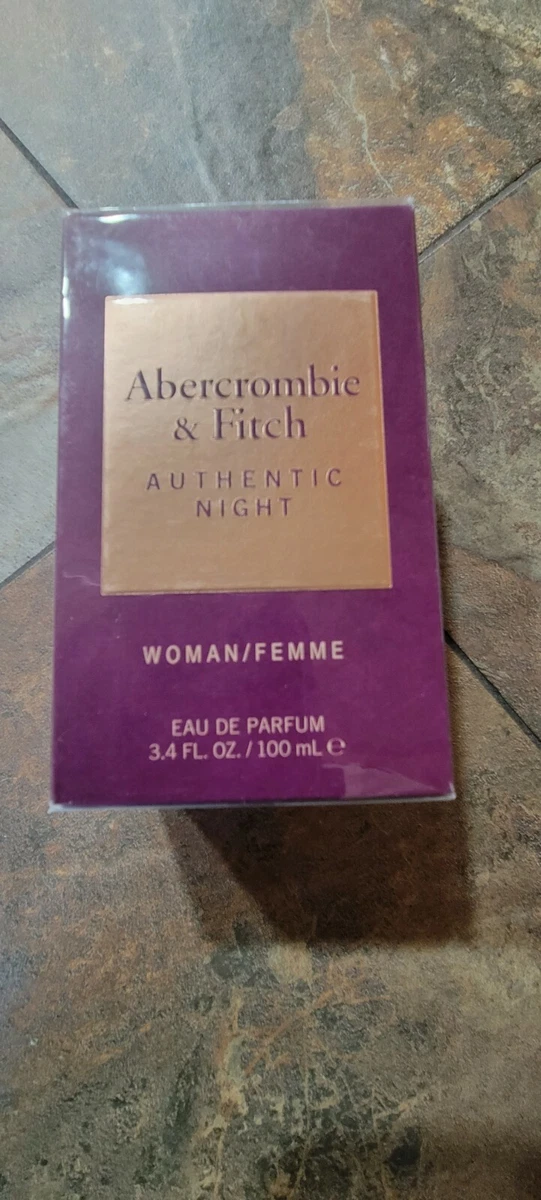 Abercrombie
& Fitch
AUTHENTIC
NIGHT
WOMAN/FEMME
EAU DE PARFUM
3.4 FL. OZ. / 100 mL ℮